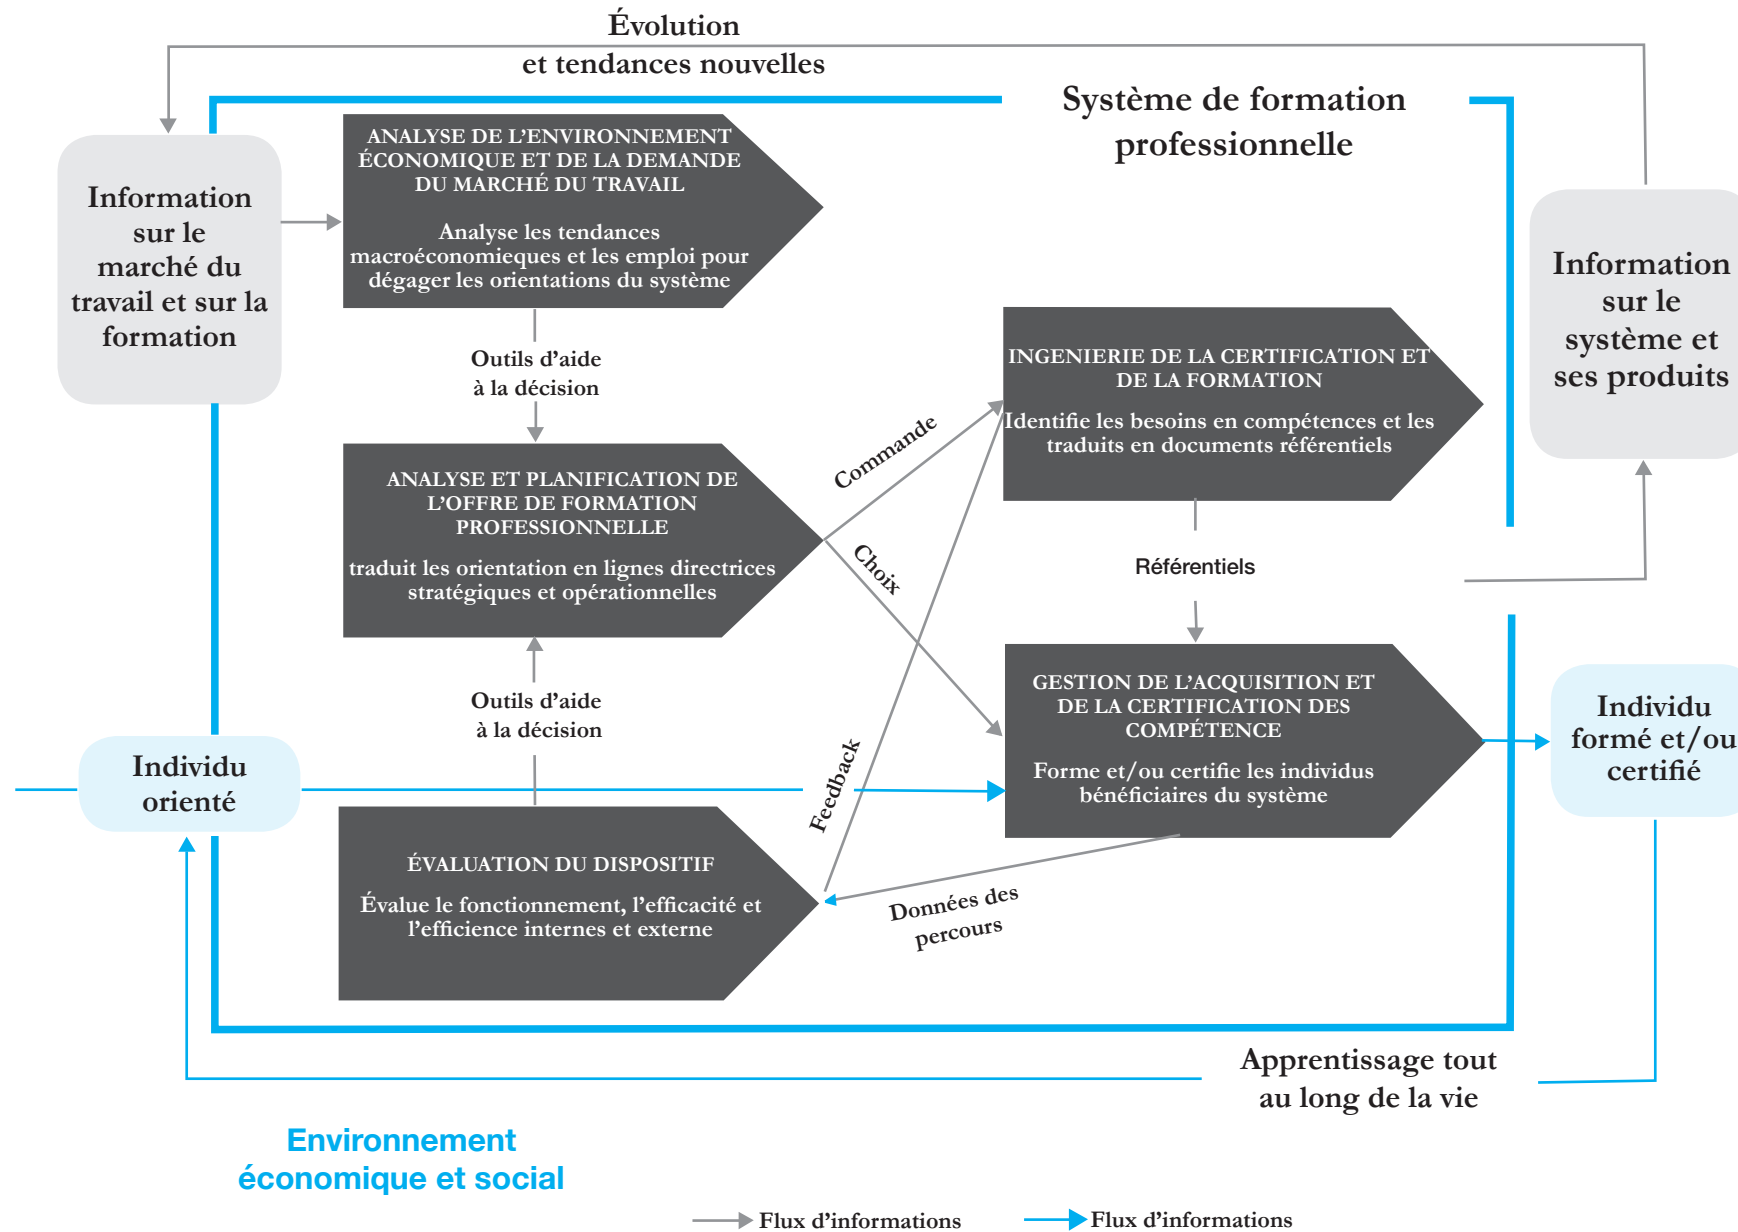 Évolution
et tendances nouvelles
Système de formation
professionnelle
Information
sur le
marché du
travail et sur la
formation
ANALYSE DE L’ENVIRONNEMENT
ÉCONOMIQUE ET DE LA DEMANDE
DU MARCHÉ DU TRAVAIL
Analyse les tendances
macroéconomieques et les emploi pour
dégager les orientations du système
Outils d’aide
à la décision
ANALYSE ET PLANIFICATION DE
L’OFFRE DE FORMATION
PROFESSIONNELLE
traduit les orientation en lignes directrices
stratégiques et opérationnelles
Outils d’aide
à la décision
Individu
orienté
ÉVALUATION DU DISPOSITIF
Évalue le fonctionnement, l’efficacité et
l’efficience internes et externe
Commande
Choix
Feedback
Données des
percours
INGENIERIE DE LA CERTIFICATION ET
DE LA FORMATION
Identifie les besoins en compétences et les
traduits en documents référentiels
Référentiels
GESTION DE L’ACQUISITION ET
DE LA CERTIFICATION DES
COMPÉTENCE
Forme et/ou certifie les individus
bénéficiaires du système
Information
sur le
système et
ses produits
Individu
formé et/ou
certifié
Apprentissage tout
au long de la vie
Environnement
économique et social
Flux d’informations
Flux d’informations